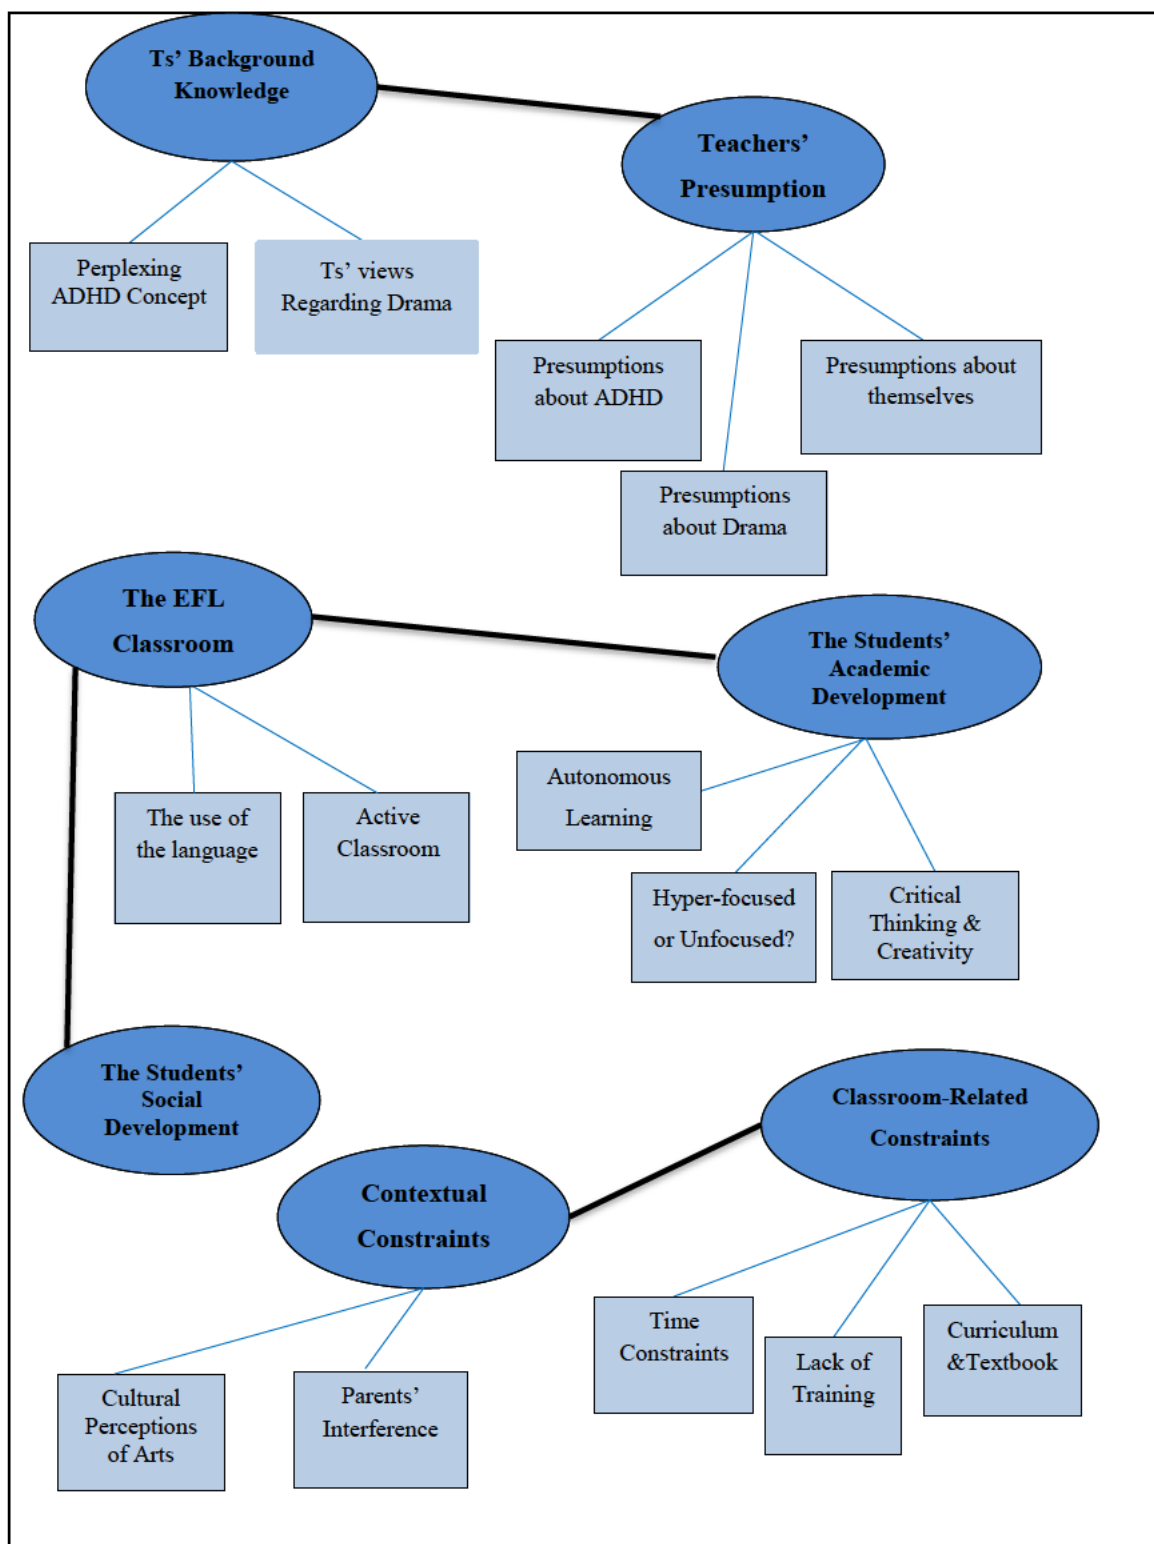 Ts’ Background
Knowledge
Teachers’
Presumption
Perplexing
ADHD Concept
Ts’ views
Regarding Drama
Presumptions
about ADHD
Presumptions about
themselves
Presumptions
about Drama
The EFL
Classroom
The Students’
Academic
Development
Autonomous
Learning
The use of
the language
Active
Classroom
Hyper-focused
or Unfocused?
Critical
Thinking &
Creativity
The Students’
Social
Development
Classroom-Related
Constraints
Contextual
Constraints
Time
Constraints
Lack of
Training
Curriculum
&Textbook
Cultural
Perceptions
of Arts
Parents’
Interference